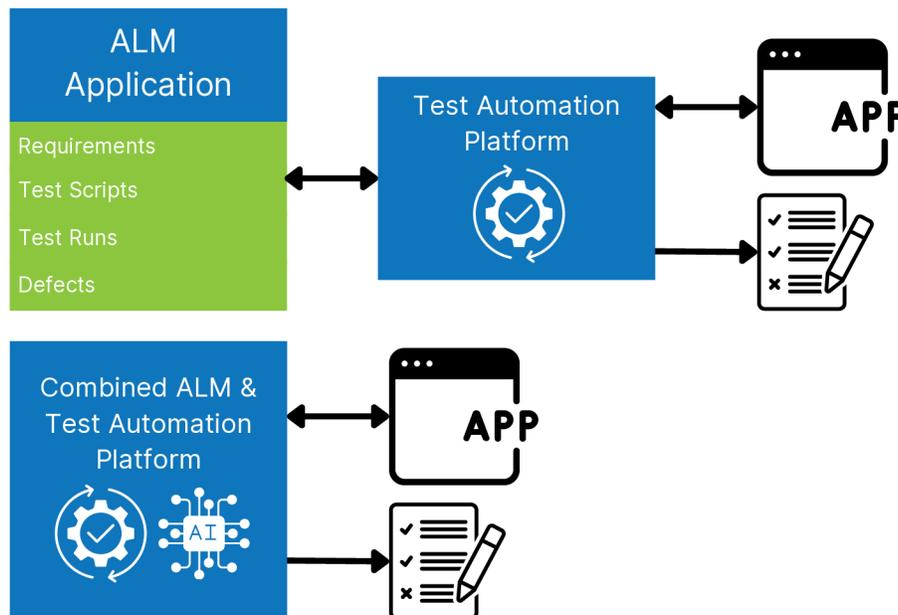 ALM
Application
Requirements
Test Scripts
Test Runs
Defects
Test Automation
Platform
APP
Combined ALM &
Test Automation
Platform
AI
APP